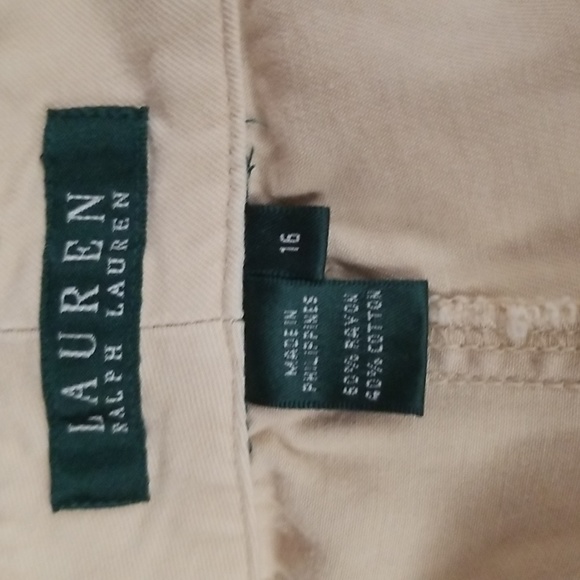 LAUREN
RALPH LAUREN
16
MADE IN
PHILIPPINES
60% RAYON
40% COTTON